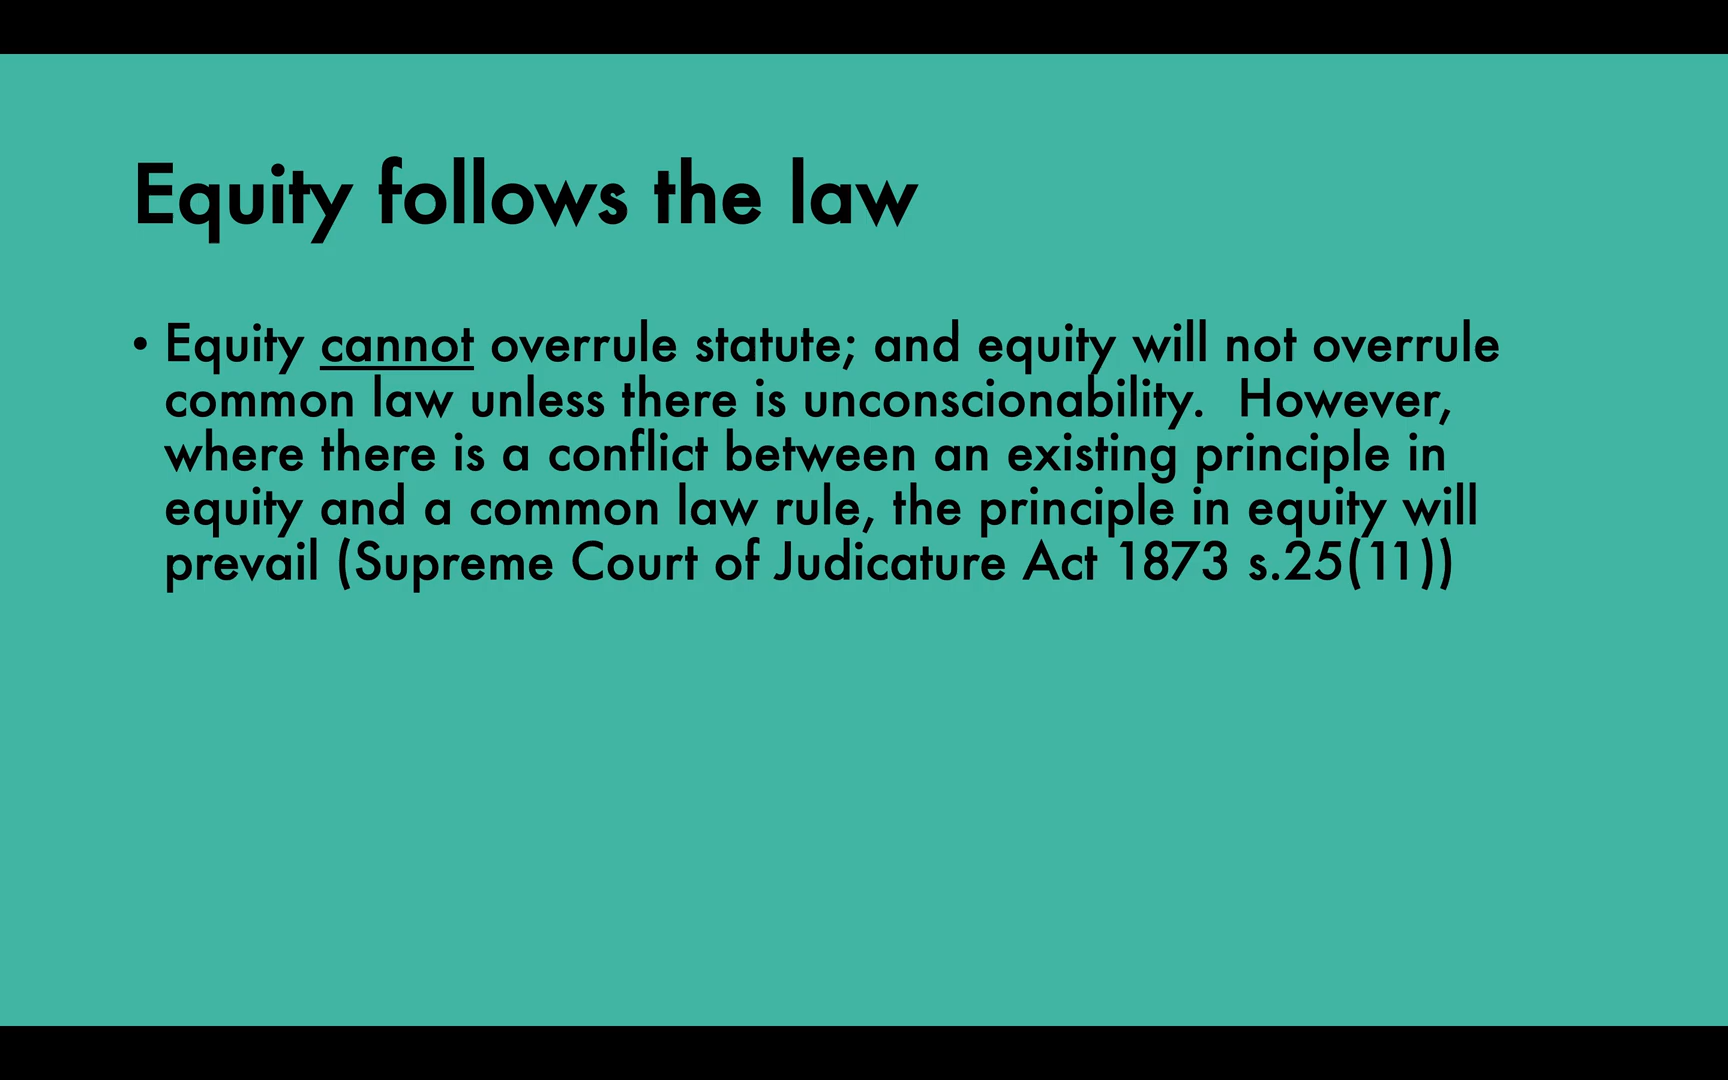 Equity follows the law
• Equity cannot overrule statute; and equity will not overrule
common law unless there is unconscionability.  However,
where there is a conflict between an existing principle in
equity and a common law rule, the principle in equity will
prevail (Supreme Court of Judicature Act 1873 s.25(11))